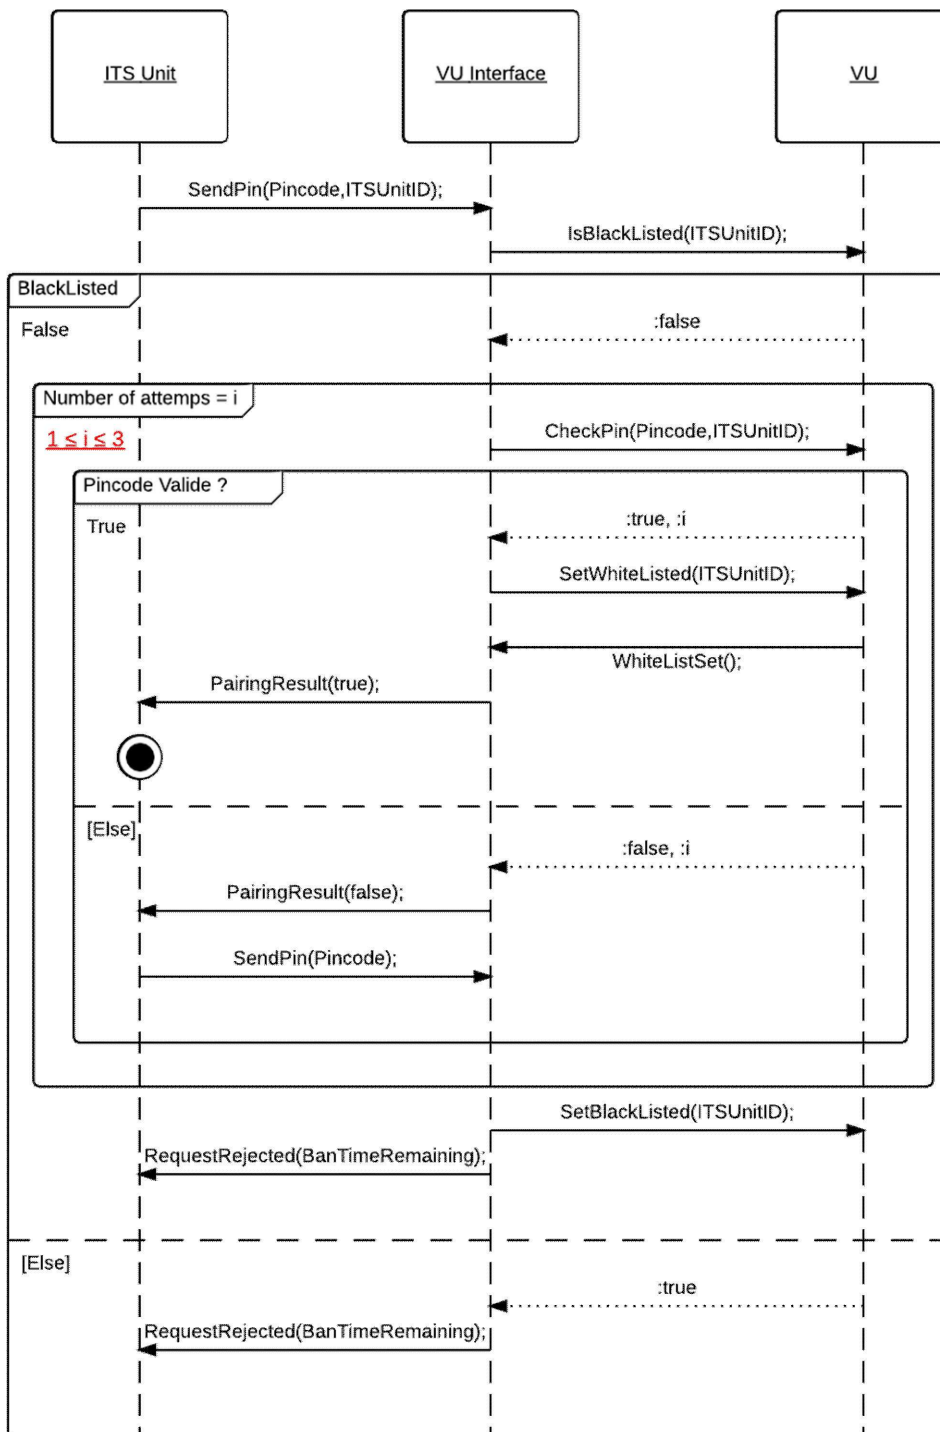 ITS Unit
VU Interface
VU
SendPin(Pincode,ITSUnitID);
IsBlackListed(ITSUnitID);
BlackListed
False
:false
Number of attemps = i
1 ≤ i ≤ 3
CheckPin(Pincode,ITSUnitID);
Pincode Valide ?
True
:true, :i
SetWhiteListed(ITSUnitID);
WhiteListSet();
PairingResult(true);
[Else]
:false, :i
PairingResult(false);
SendPin(Pincode);
SetBlackListed(ITSUnitID);
RequestRejected(BanTimeRemaining);
[Else]
:true
RequestRejected(BanTimeRemaining);